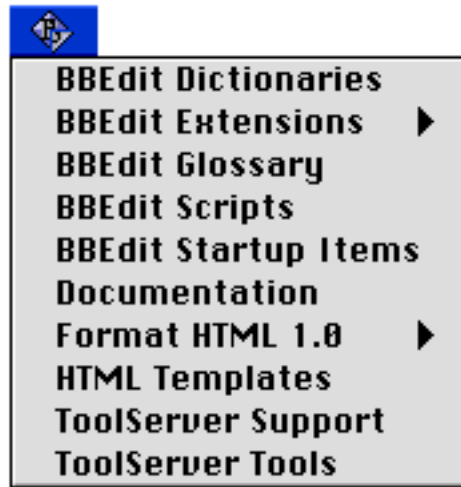 BBEdit Dictionaries
BBEdit Extensions
BBEdit Glossary
BBEdit Scripts
BBEdit Startup Items
Documentation
Format HTML 1.0
HTML Templates
ToolServer Support
ToolServer Tools